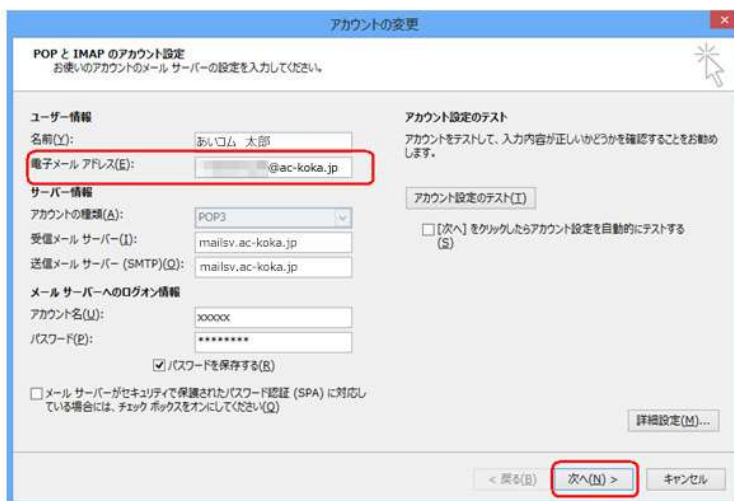 アカウントの変更
POP と IMAP のアカウント設定
お使いのアカウントのメール サーバーの設定を入力してください。
ユーザー情報
名前(Y):
あいコム 太郎
電子メール アドレス(E):
@ac-koka.jp
サーバー情報
アカウントの種類(A):
POP3
受信メール サーバー(I):
mailsv.ac-koka.jp
送信メール サーバー (SMTP)(O):
mailsv.ac-koka.jp
メール サーバーへのログオン情報
アカウント名(U):
xxxxx
パスワード(P):
********
パスワードを保存する(R)
メール サーバーがセキュリティで保護されたパスワード認証 (SPA) に対応し
ている場合には、チェック ボックスをオンにしてください(Q)
アカウント設定のテスト
アカウントをテストして、入力内容が正しいかどうかを確認することをお勧め
します。
アカウント設定のテスト(T)
[次へ] をクリックしたらアカウント設定を自動的にテストする
(S)
詳細設定(M)...
< 戻る(B)
次へ(N) >
キャンセル